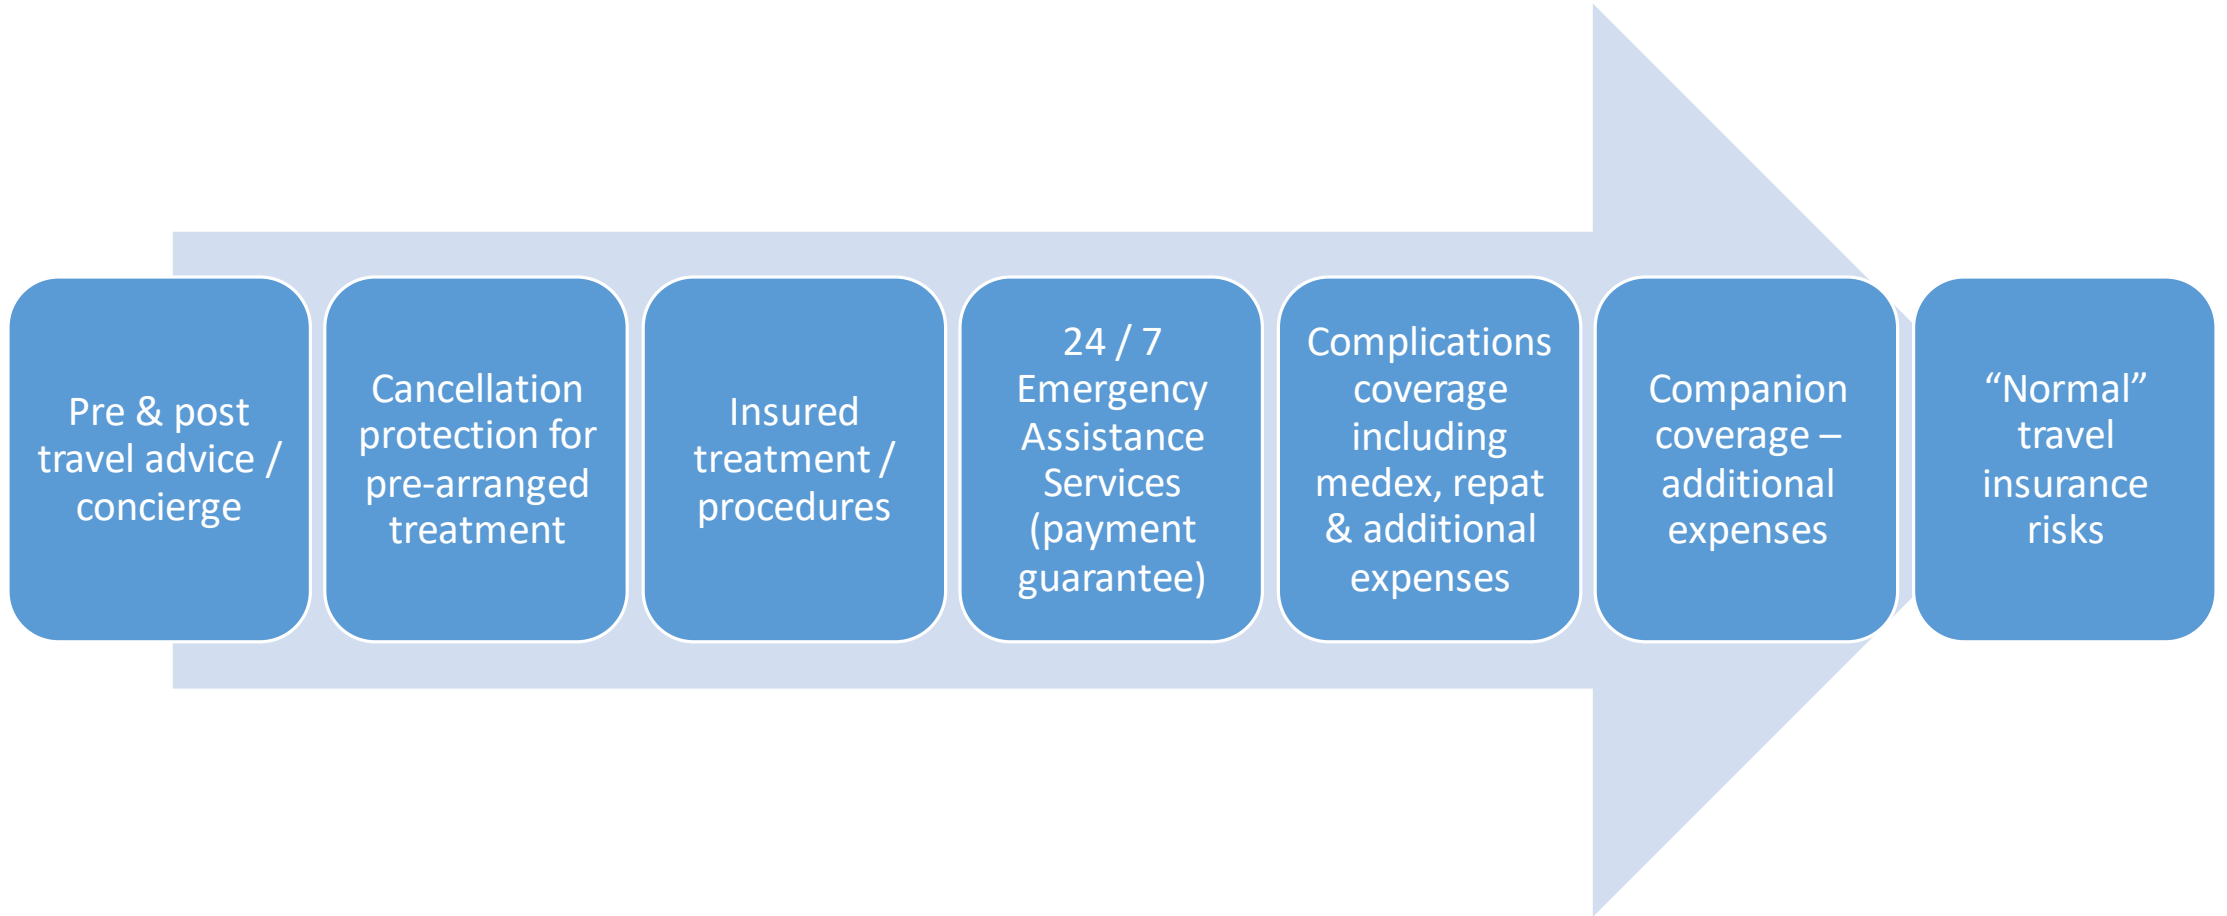 Pre & post
travel advice /
concierge
Cancellation
protection for
pre-arranged
treatment
Insured
treatment /
procedures
24 / 7
Emergency
Assistance
Services
(payment
guarantee)
Complications
coverage
including
medex, repat
& additional
expenses
Companion
coverage –
additional
expenses
“Normal”
travel
insurance
risks